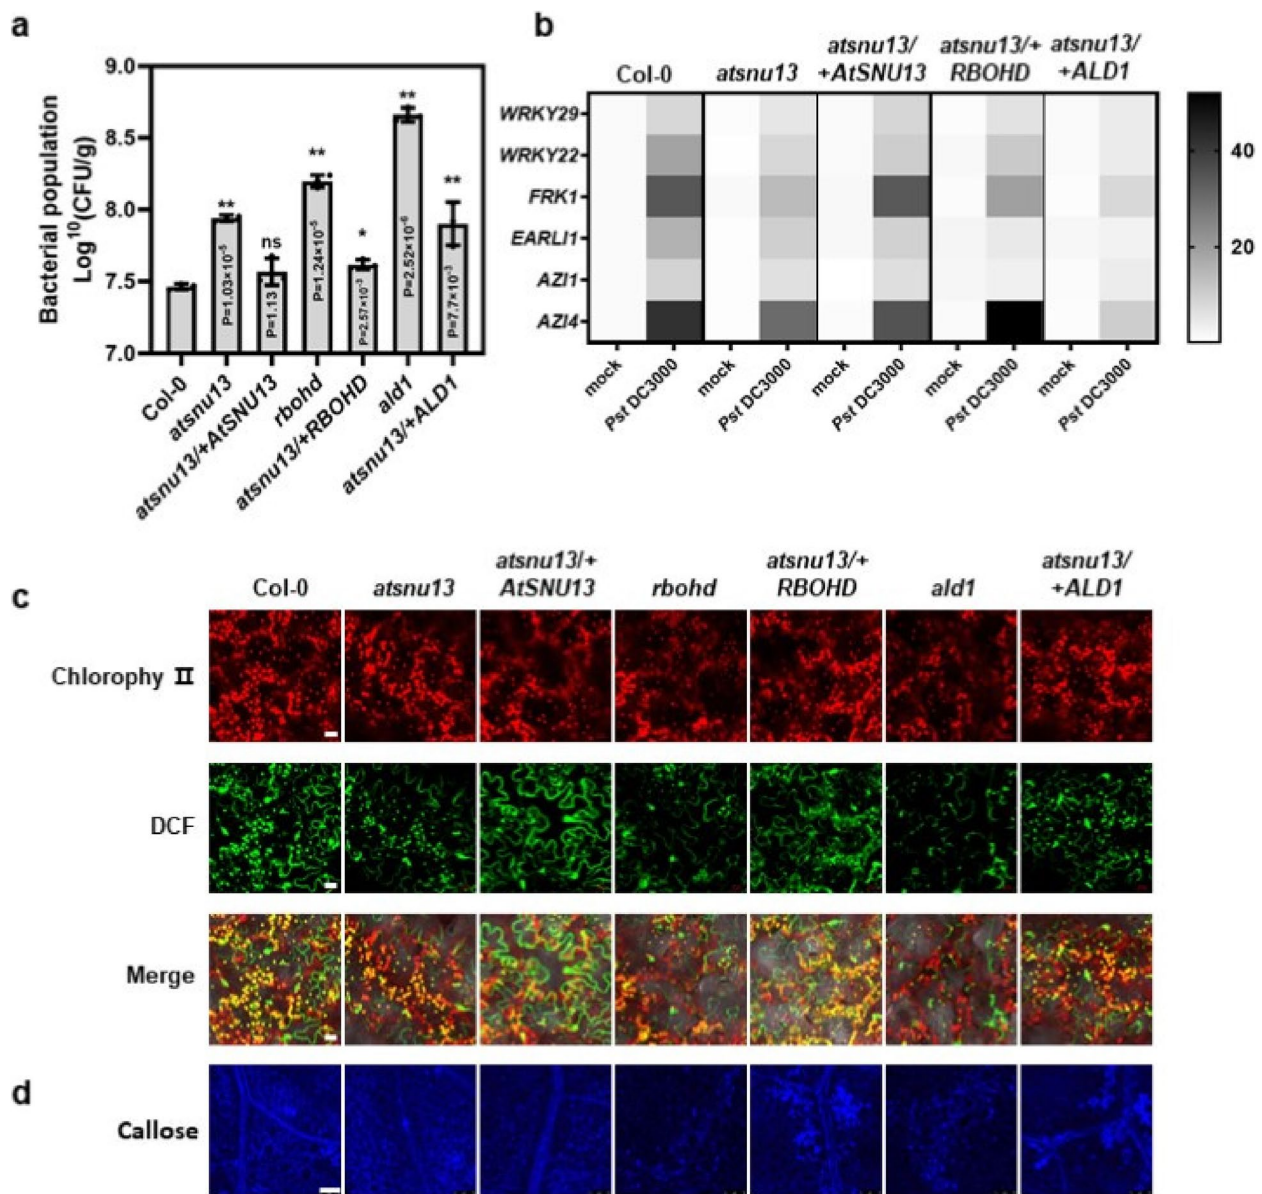 a
9.0
8.5
8.0
7.5
7.0
Bacterial population
Log¹⁰(CFU/g)
**
ns
**
*
**
**
P=1.03×10⁻⁵
P=1.13
P=1.24×10⁻⁵
P=2.57×10⁻³
P=2.52×10⁻⁶
P=7.7×10⁻³
Col-0
atsnu13
atsnu13/+AtSNU13
rbohd
atsnu13/+RBOHD
ald1
atsnu13/+ALD1
b
Col-0
atsnu13
atsnu13/
+AtSNU13
atsnu13/+
RBOHD
atsnu13/
+ALD1
WRKY29
WRKY22
FRK1
EARLI1
AZI1
AZI4
mock
Pst DC3000
mock
Pst DC3000
mock
Pst DC3000
mock
Pst DC3000
mock
Pst DC3000
40
20
c
Col-0
atsnu13
atsnu13/+
AtSNU13
rbohd
atsnu13/+
RBOHD
ald1
atsnu13/
+ALD1
Chlorophy II
DCF
Merge
d
Callose